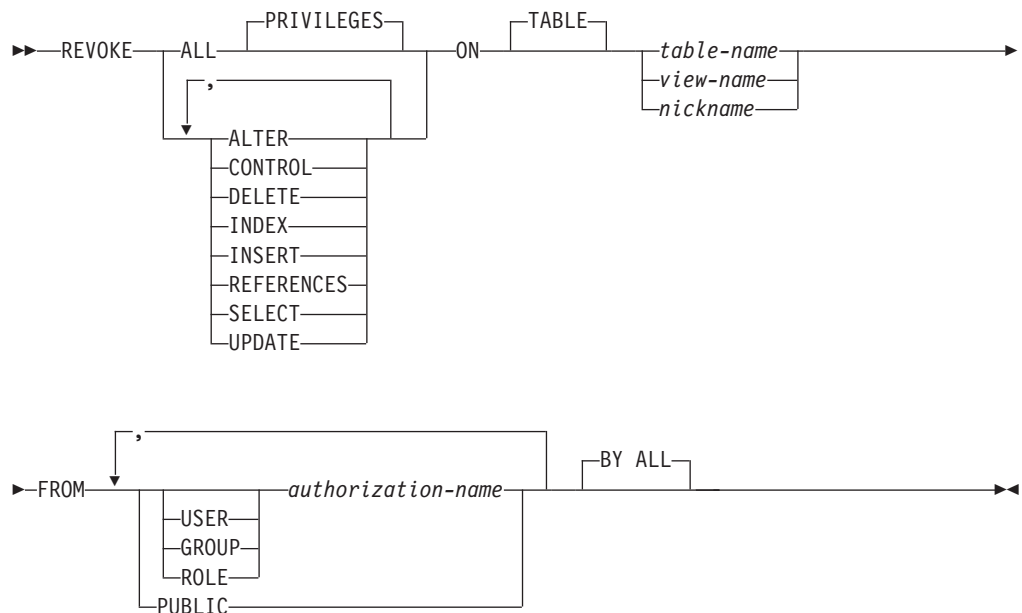 PRIVILEGES TABLE
REVOKE ALL ON table-name
, view-name
nickname
ALTER
CONTROL
DELETE
INDEX
INSERT
REFERENCES
SELECT
UPDATE
,
BY ALL
FROM authorization-name
USER
GROUP
ROLE
PUBLIC